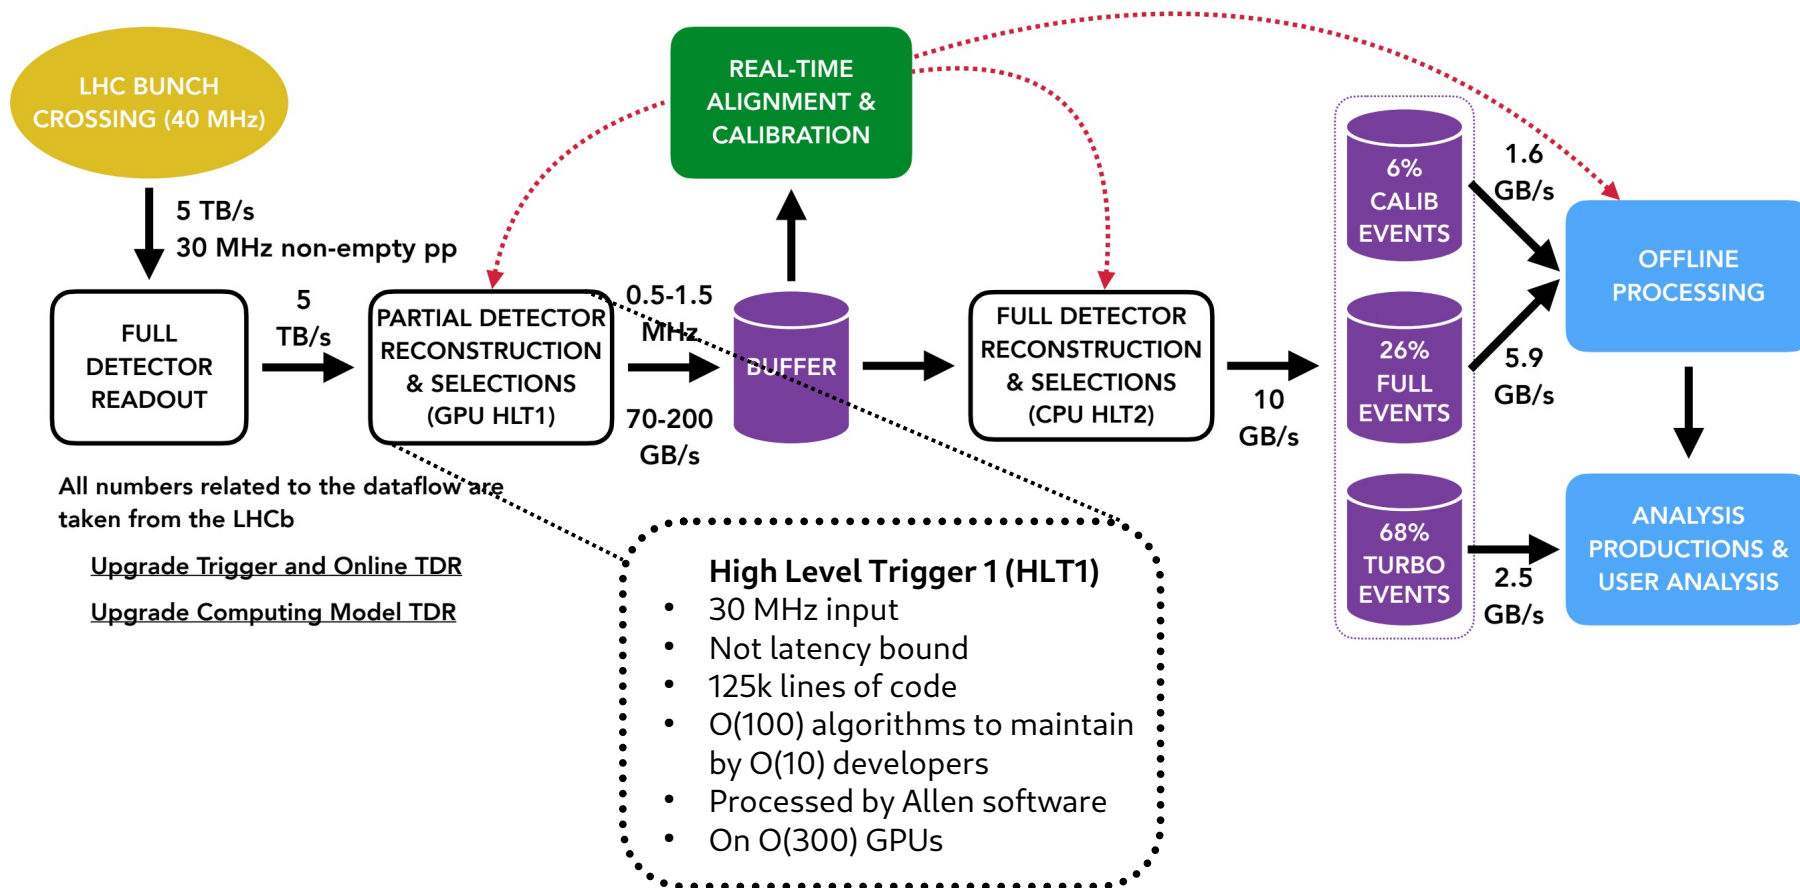 LHC BUNCH
CROSSING (40 MHz)
5 TB/s
30 MHz non-empty pp
FULL
DETECTOR
READOUT
5
TB/s
PARTIAL DETECTOR
RECONSTRUCTION
& SELECTIONS
(GPU HLT1)
0.5-1.5
MHz
70-200
GB/s
REAL-TIME
ALIGNMENT &
CALIBRATION
BUFFER
FULL DETECTOR
RECONSTRUCTION
& SELECTIONS
(CPU HLT2)
10
GB/s
6%
CALIB
EVENTS
26%
FULL
EVENTS
68%
TURBO
EVENTS
1.6
GB/s
5.9
GB/s
2.5
GB/s
OFFLINE
PROCESSING
ANALYSIS
PRODUCTIONS &
USER ANALYSIS
All numbers related to the dataflow are
taken from the LHCb
Upgrade Trigger and Online TDR
Upgrade Computing Model TDR
High Level Trigger 1 (HLT1)
• 30 MHz input
• Not latency bound
• 125k lines of code
• O(100) algorithms to maintain
by O(10) developers
• Processed by Allen software
• On O(300) GPUs